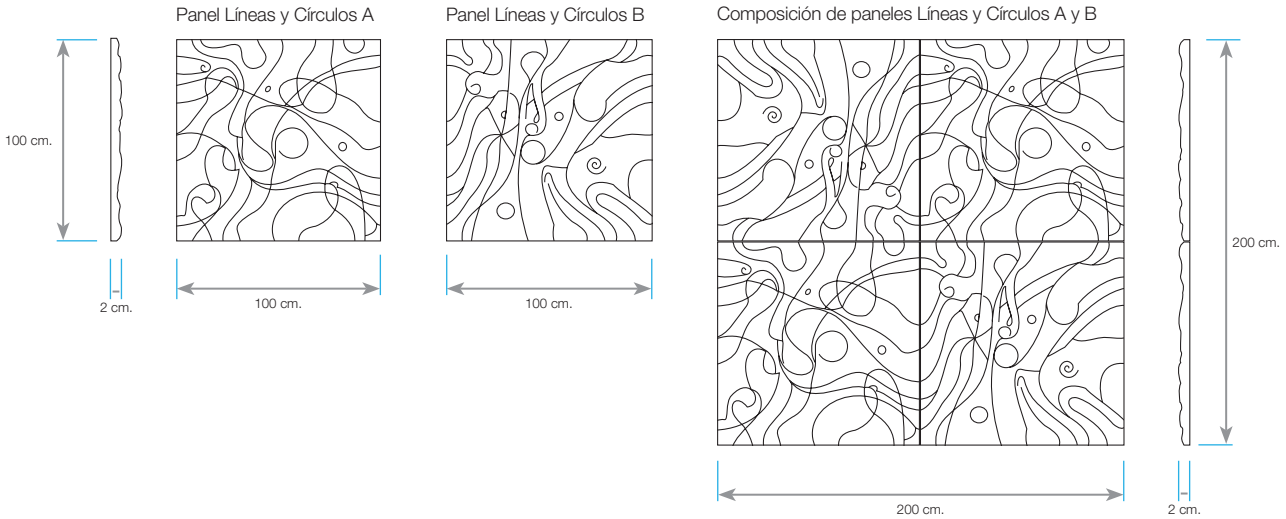 Panel Líneas y Círculos A
Panel Líneas y Círculos B
Composición de paneles Líneas y Círculos A y B
100 cm.
200 cm.
2 cm.
100 cm.
100 cm.
200 cm.
2 cm.